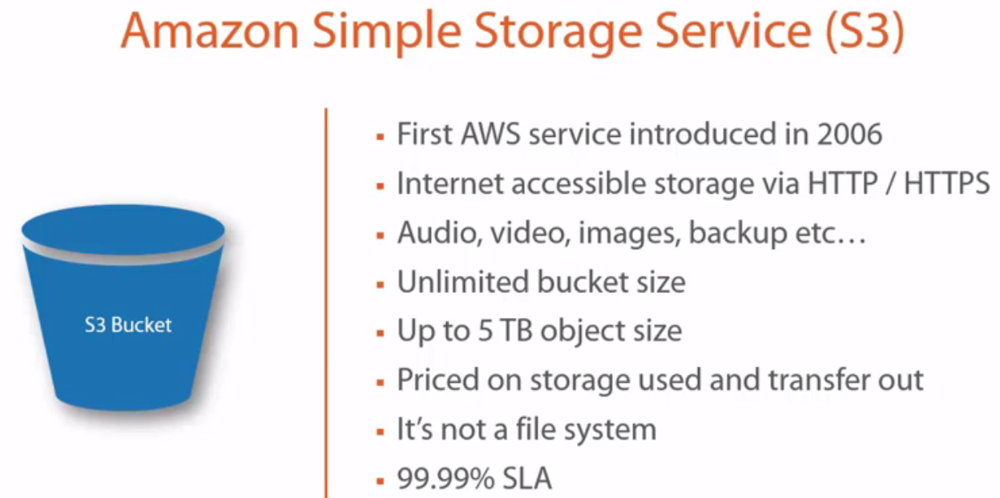 Amazon Simple Storage Service (S3)
S3 Bucket
First AWS service introduced in 2006
Internet accessible storage via HTTP / HTTPS
Audio, video, images, backup etc…
Unlimited bucket size
Up to 5 TB object size
Priced on storage used and transfer out
It’s not a file system
99.99% SLA